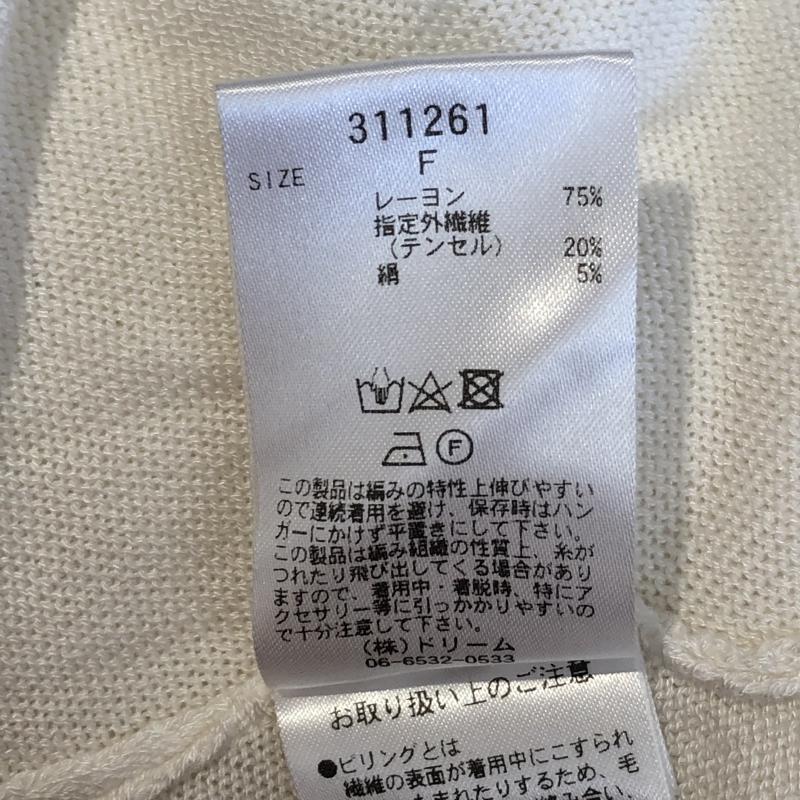 311261
SIZE F
レーヨン 75%
指定外繊維
(テンセル) 20%
絹 5%
F
この製品は編みの特性上伸びやすい
ので連続着用を避け、保存時はハン
ガーにかけず平置きにして下さい。
この製品は編み組織の性質上、糸が
つれたり飛び出してくる場合があり
ますので、着用中・着脱時、特にア
クセサリー等に引っかかりやすいの
で十分注意して下さい。
(株)ドリーム
06-6532-0533
お取り扱い上のご注意
●ピリングとは
繊維の表面が着用中にこすられ
たりするため、毛